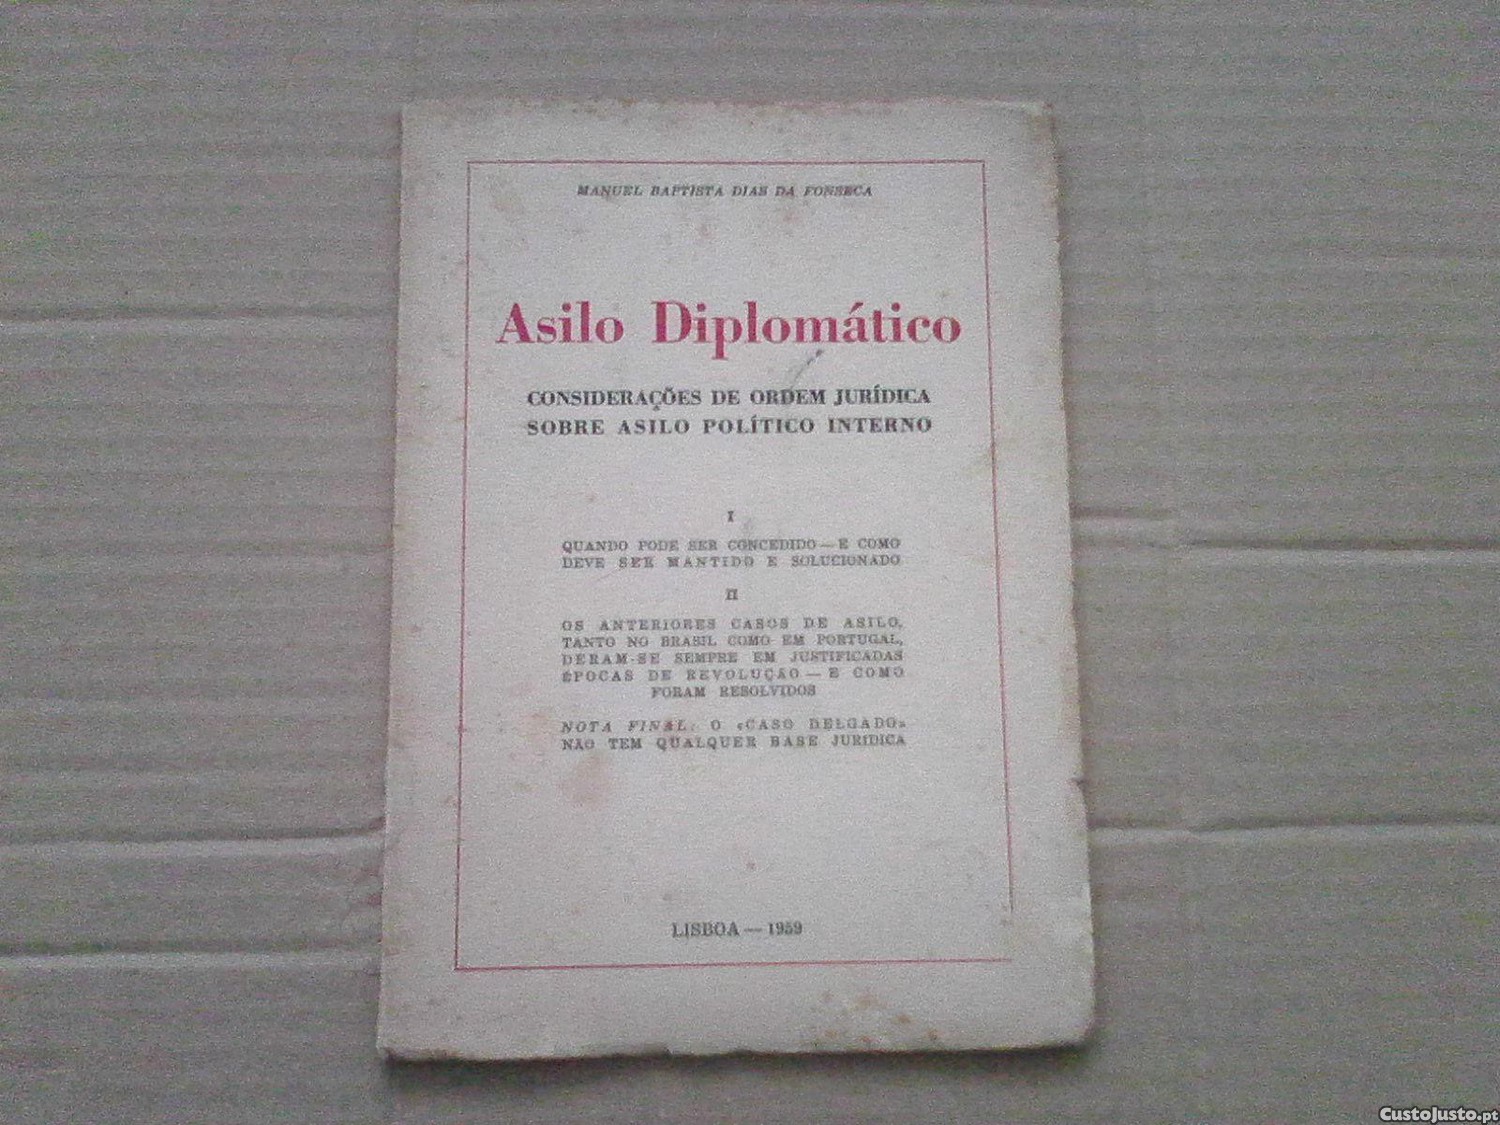 MANUEL BAPTISTA DIAS DA FONSECA
Asilo Diplomático
CONSIDERAÇÕES DE ORDEM JURÍDICA
SOBRE ASILO POLÍTICO INTERNO
I
QUANDO PODE SER CONCEDIDO — E COMO
DEVE SER MANTIDO E SOLUCIONADO
II
OS ANTERIORES CASOS DE ASILO,
TANTO NO BRASIL COMO EM PORTUGAL,
DERAM-SE SEMPRE EM JUSTIFICADAS
ÉPOCAS DE REVOLUÇÃO — E COMO
FORAM RESOLVIDOS
NOTA FINAL: O «CASO DELGADO»
NÃO TEM QUALQUER BASE JURÍDICA
LISBOA — 1959
CustoJusto.pt